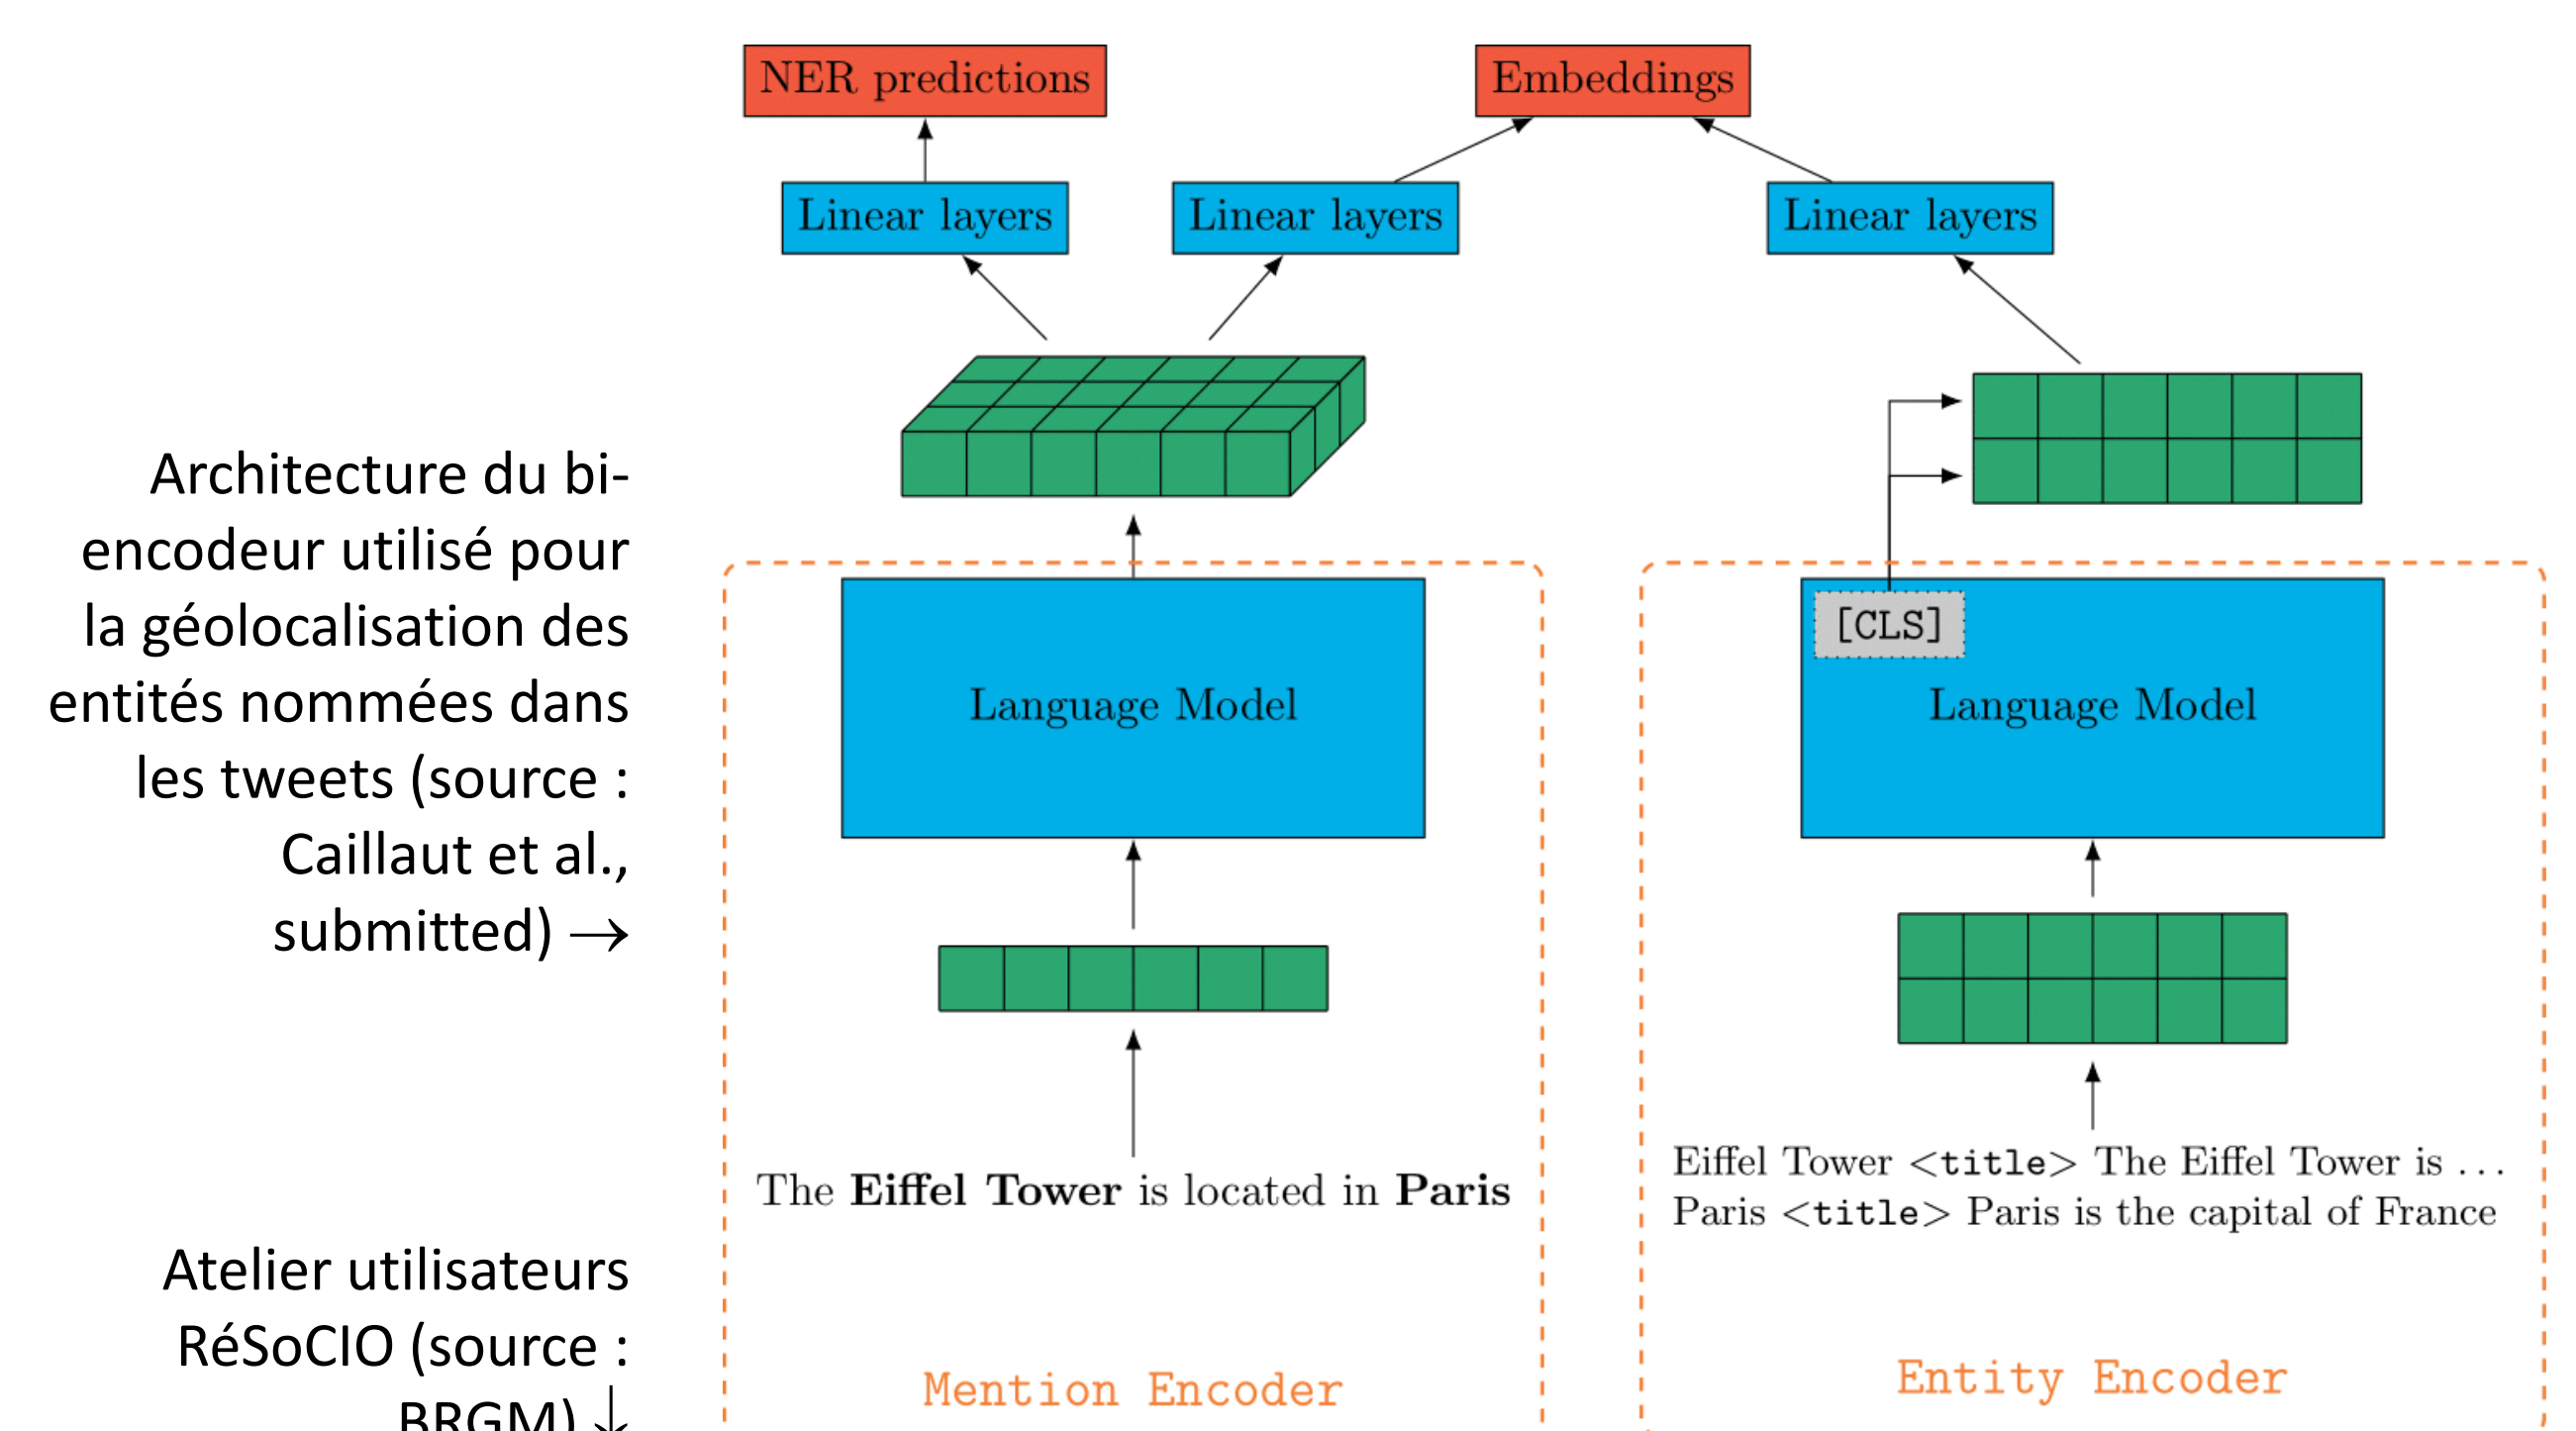 NER predictions
Embeddings
Linear layers
Linear layers
Linear layers
Architecture du bi-
encodeur utilisé pour
la géolocalisation des
entités nommées dans
les tweets (source :
Caillaut et al.,
submitted) →
Language Model
[CLS]
Language Model
The Eiffel Tower is located in Paris
Eiffel Tower <title> The Eiffel Tower is ...
Paris <title> Paris is the capital of France
Mention Encoder
Entity Encoder
Atelier utilisateurs
RéSoCIO (source :
BRGM) ↓